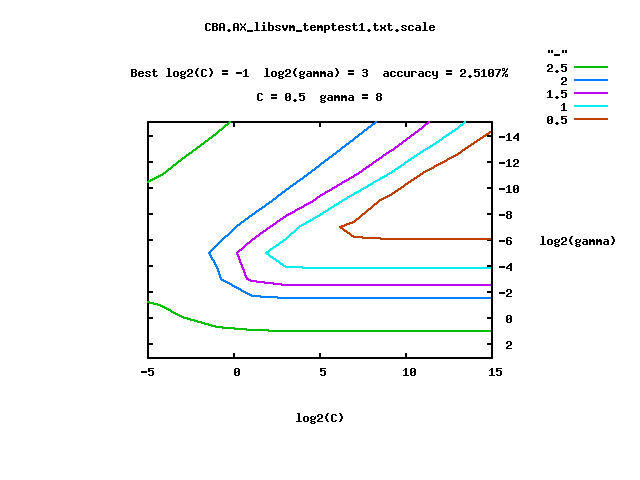 CBA.AX_libsvm_temptest1.txt.scale
"_"
Best log2(C) = -1 log2(gamma) = 3 accuracy = 2.5107%
C = 0.5 gamma = 8
2.5
2
1.5
1
0.5
-14
-12
-10
-8
-6
log2(gamma)
-4
-2
0
2
-5 0 5 10 15
log2(C)